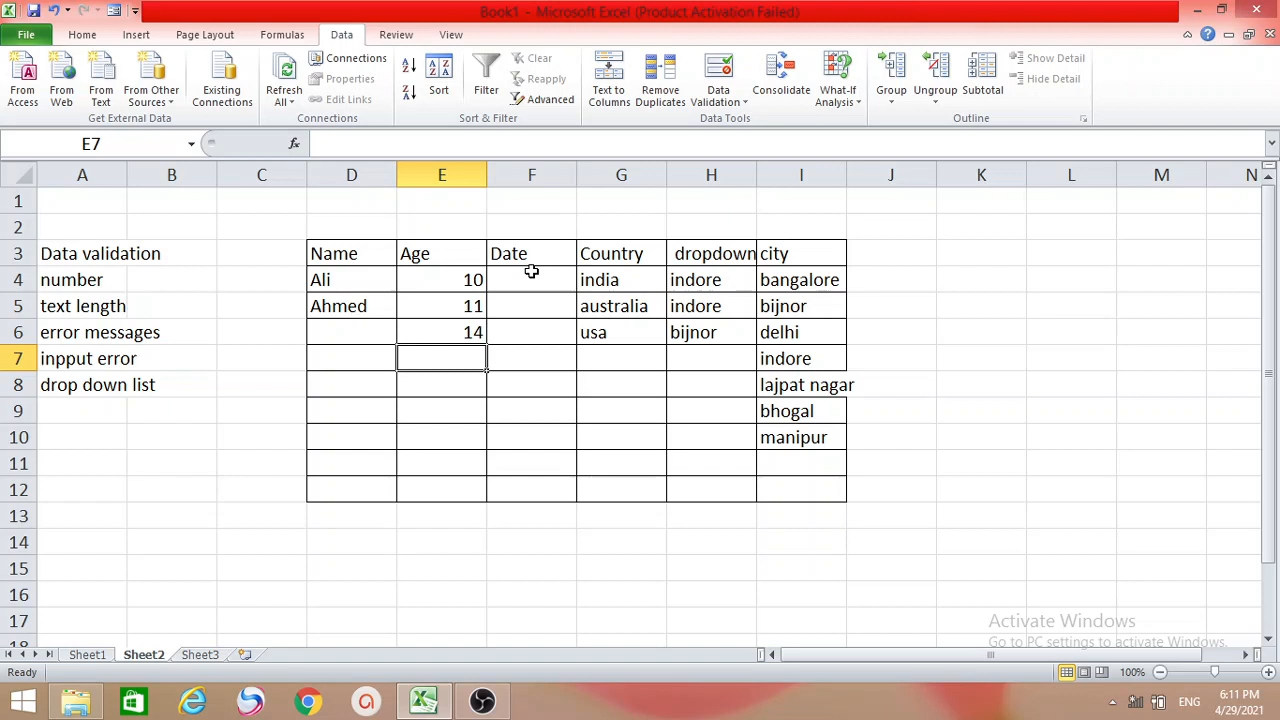 Book1 - Microsoft Excel (Product Activation Failed)
File Home Insert Page Layout Formulas Data Review View
From Access
From Web
From Text
From Other Sources
Existing Connections
Get External Data
Refresh All
Connections
Properties
Edit Links
Connections
Sort
Filter
Clear
Reapply
Advanced
Sort & Filter
Text to Columns
Remove Duplicates
Data Validation
Consolidate
What-If Analysis
Data Tools
Group
Ungroup
Subtotal
Show Detail
Hide Detail
Outline
E7 fx
A B C D E F G H I J K L M N
1
2
3 Data validation Name Age Date Country dropdown city
4 number Ali 10 india indore bangalore
5 text length Ahmed 11 australia indore bijnor
6 error messages 14 usa bijnor delhi
7 inpput error indore
8 drop down list lajpat nagar
9 bhogal
10 manipur
11
12
13
14
15
16
17
18
Activate Windows
Go to PC settings to activate Windows.
Sheet1 Sheet2 Sheet3
Ready 100%
6:11 PM
4/29/2021